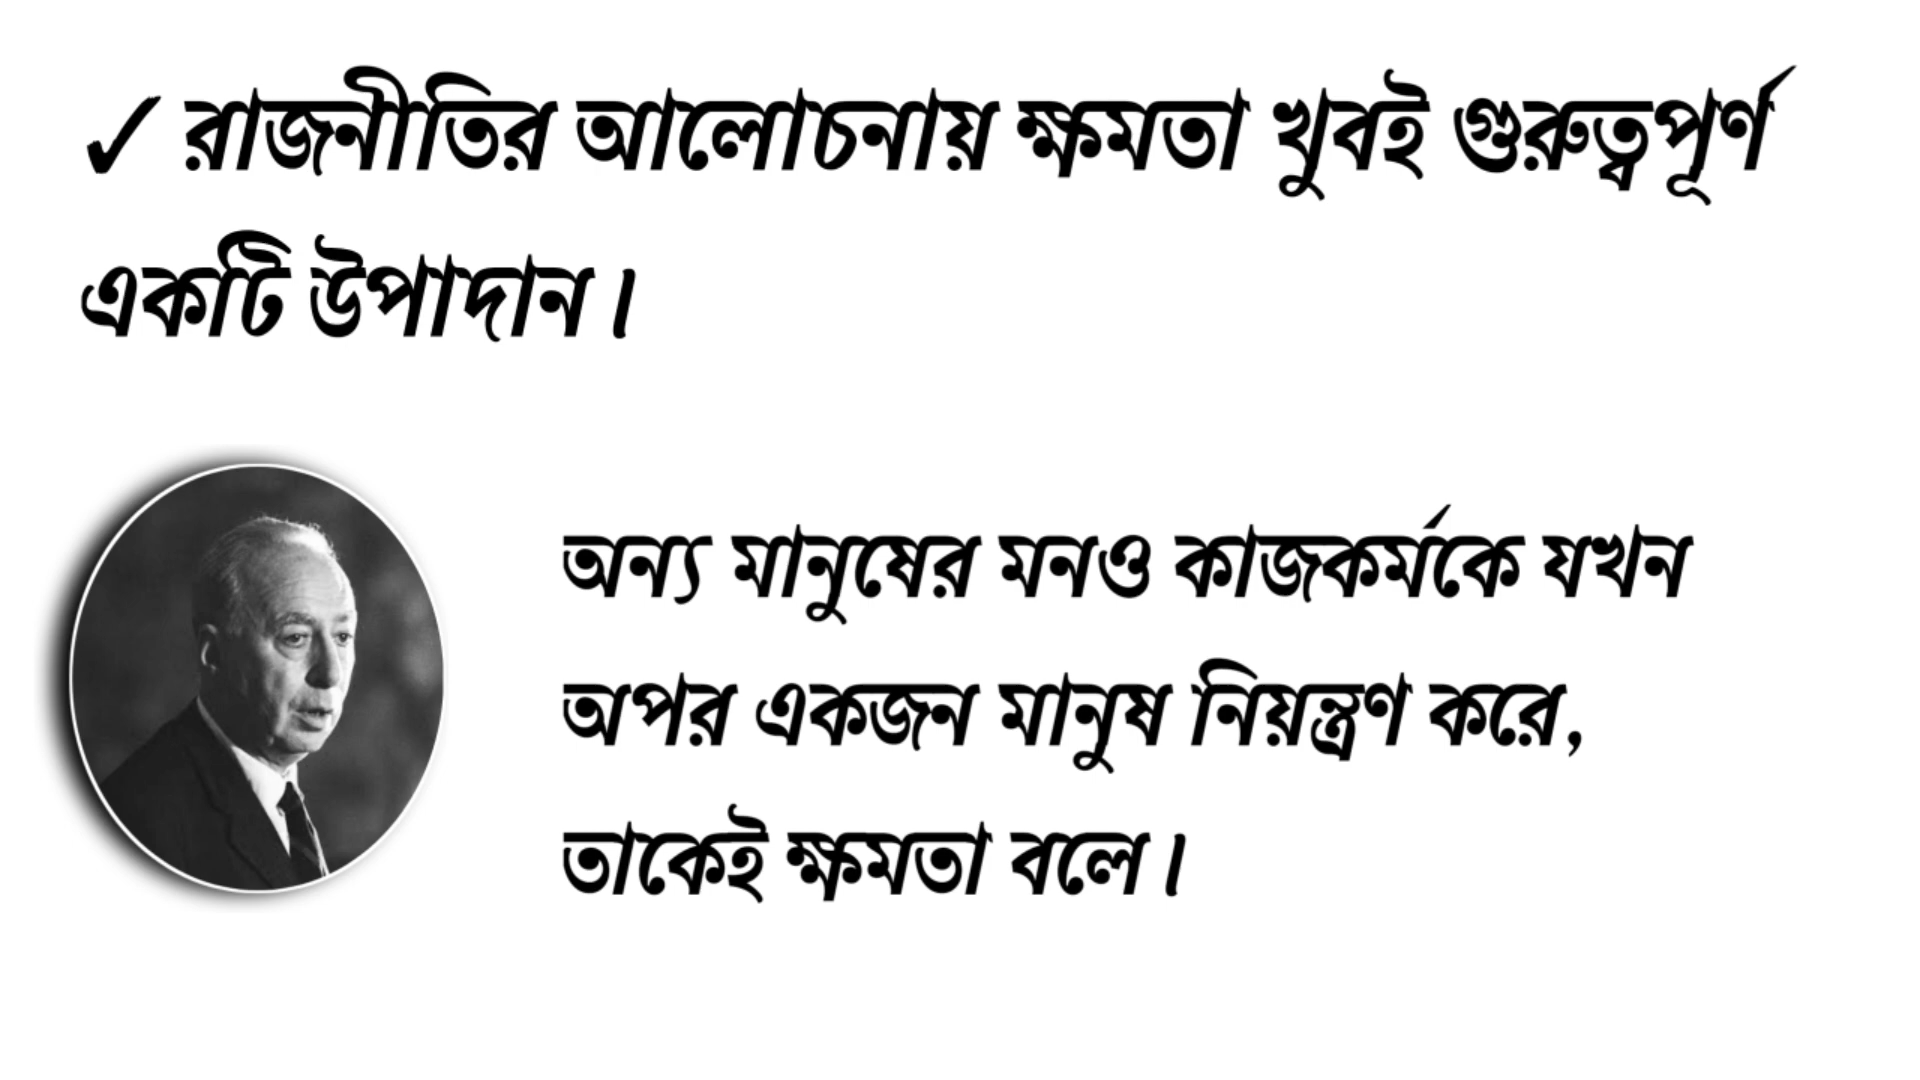 ✓ রাজনীতির আলোচনায় ক্ষমতা খুবই গুরুত্বপূর্ণ
একটি উপাদান।
অন্য মানুষের মনও কাজকর্মকে যখন
অপর একজন মানুষ নিয়ন্ত্রণ করে,
তাকেই ক্ষমতা বলে।